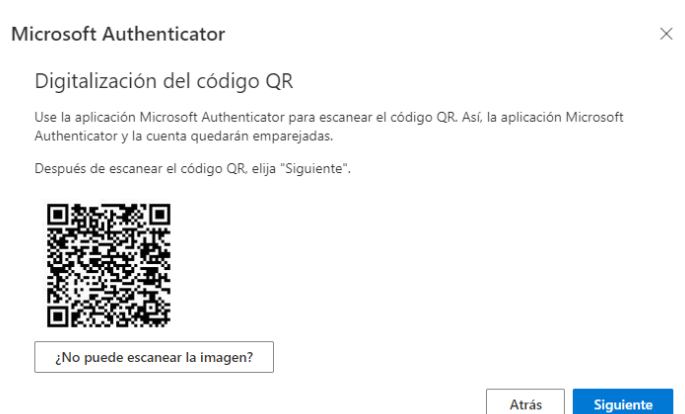 Microsoft Authenticator
Digitalización del código QR
Use la aplicación Microsoft Authenticator para escanear el código QR. Así, la aplicación Microsoft
Authenticator y la cuenta quedarán emparejadas.
Después de escanear el código QR, elija "Siguiente".
¿No puede escanear la imagen?
Atrás
Siguiente